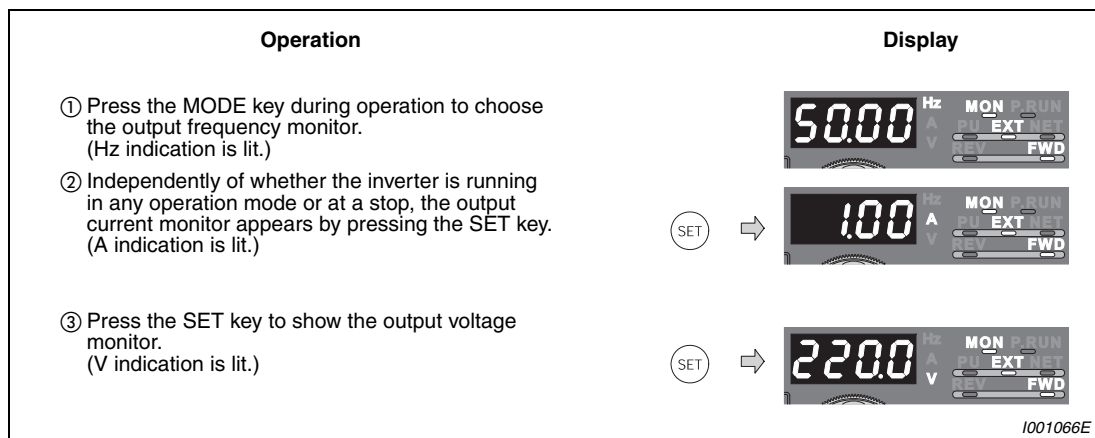 Operation
Display
① Press the MODE key during operation to choose
the output frequency monitor.
(Hz indication is lit.)
50.00 Hz MON P.RUN
A PU EXT NET
V REV FWD
② Independently of whether the inverter is running
in any operation mode or at a stop, the output
current monitor appears by pressing the SET key.
(A indication is lit.)
SET
1.00 Hz MON P.RUN
A PU EXT NET
V REV FWD
③ Press the SET key to show the output voltage
monitor.
(V indication is lit.)
SET
220.0 Hz MON P.RUN
A PU EXT NET
V REV FWD
I001066E